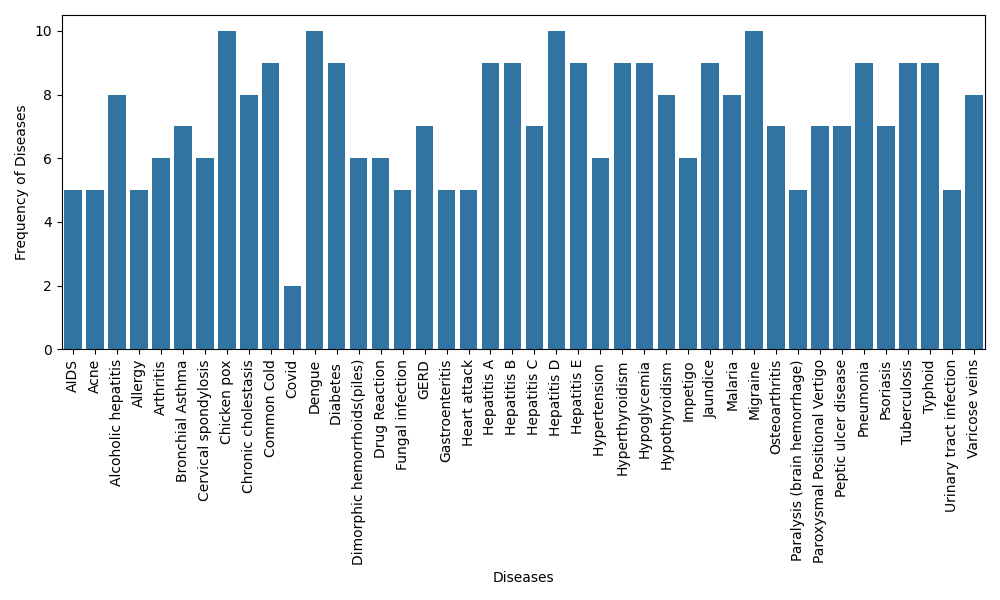 10
8
6
4
2
0
Frequency of Diseases
AIDS
Acne
Alcoholic hepatitis
Allergy
Arthritis
Bronchial Asthma
Cervical spondylosis
Chicken pox
Chronic cholestasis
Common Cold
Covid
Dengue
Diabetes
Dimorphic hemorrhoids(piles)
Drug Reaction
Fungal infection
GERD
Gastroenteritis
Heart attack
Hepatitis A
Hepatitis B
Hepatitis C
Hepatitis D
Hepatitis E
Hypertension
Hyperthyroidism
Hypoglycemia
Hypothyroidism
Impetigo
Jaundice
Malaria
Migraine
Osteoarthritis
Paralysis (brain hemorrhage)
Paroxysmal Positional Vertigo
Peptic ulcer disease
Pneumonia
Psoriasis
Tuberculosis
Typhoid
Urinary tract infection
Varicose veins
Diseases